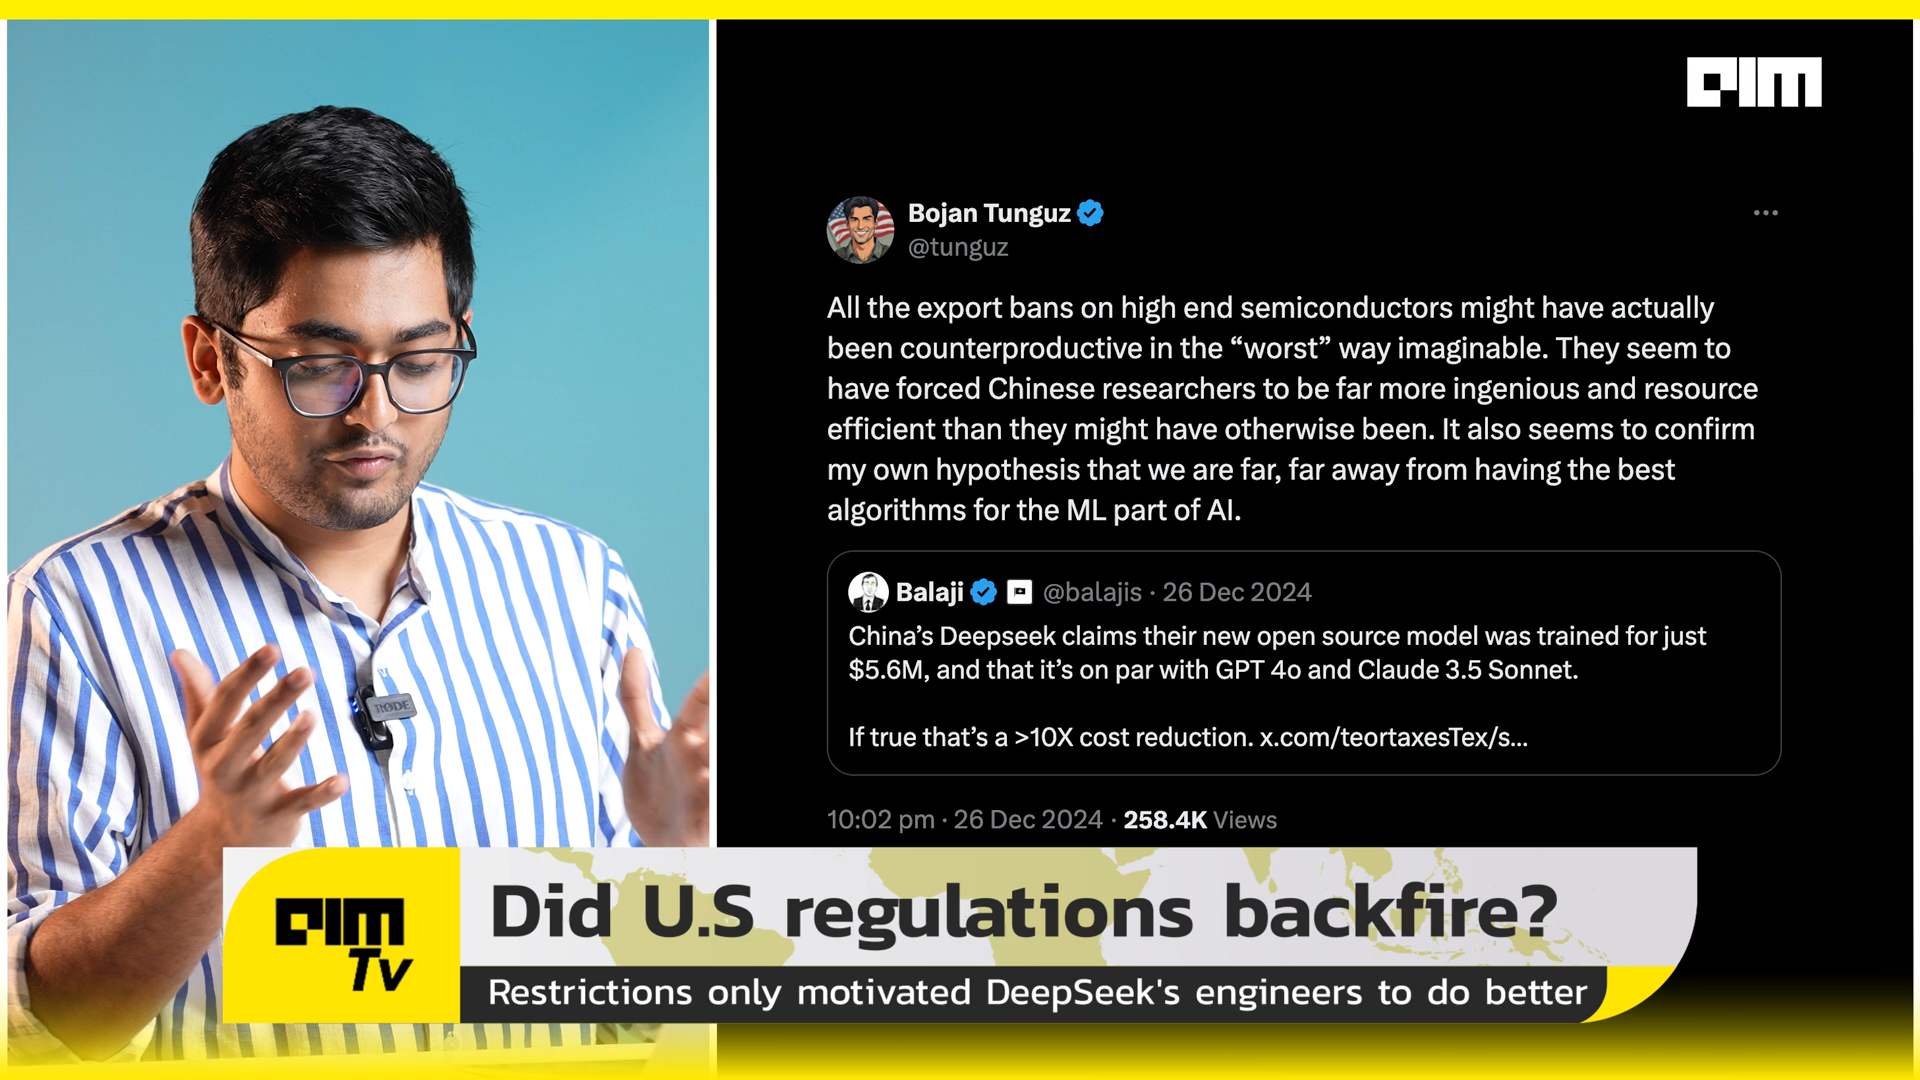 AIM
Bojan Tunguz
@tunguz
All the export bans on high end semiconductors might have actually
been counterproductive in the “worst” way imaginable. They seem to
have forced Chinese researchers to be far more ingenious and resource
efficient than they might have otherwise been. It also seems to confirm
my own hypothesis that we are far, far away from having the best
algorithms for the ML part of AI.
Balaji @balajis · 26 Dec 2024
China’s Deepseek claims their new open source model was trained for just
$5.6M, and that it’s on par with GPT 4o and Claude 3.5 Sonnet.
If true that’s a >10X cost reduction. x.com/teortaxesTex/s...
10:02 pm · 26 Dec 2024 · 258.4K Views
RØDE
AIM
TV
Did U.S regulations backfire?
Restrictions only motivated DeepSeek's engineers to do better